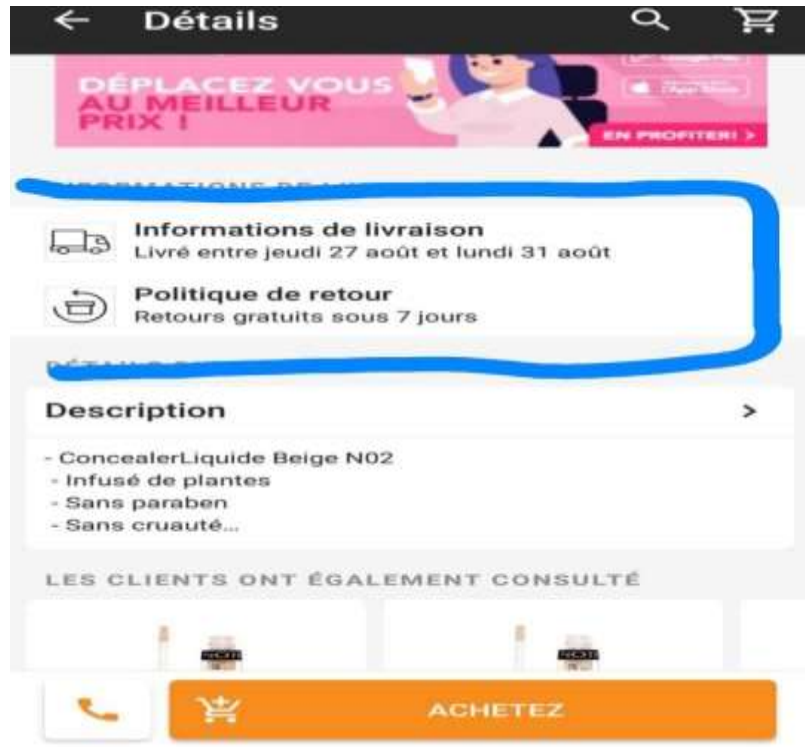 Détails
DÉPLACEZ VOUS
AU MEILLEUR
PRIX !
EN PROFITER! >
Informations de livraison
Livré entre jeudi 27 août et lundi 31 août
Politique de retour
Retours gratuits sous 7 jours
Description
- ConcealerLiquide Beige N02
- Infusé de plantes
- Sans paraben
- Sans cruauté...
LES CLIENTS ONT ÉGALEMENT CONSULTÉ
ACHETEZ